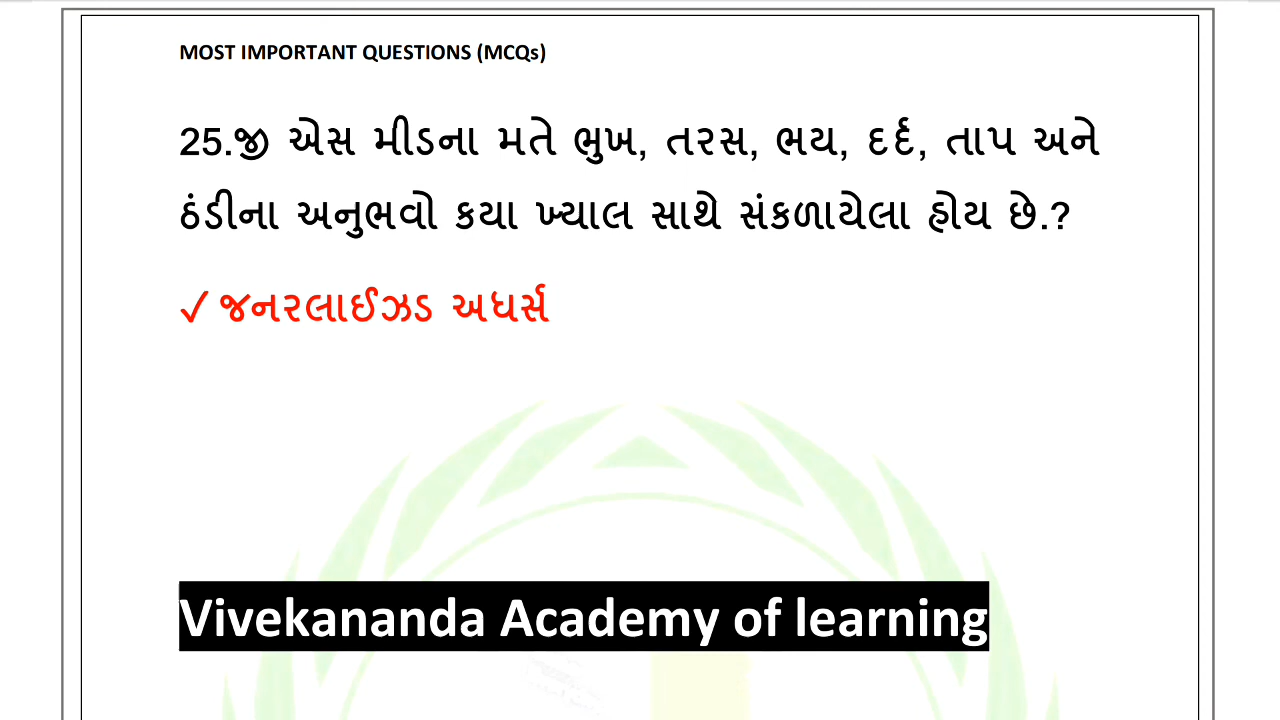 MOST IMPORTANT QUESTIONS (MCQs)
25.જી એસ મીડના મતે ભુખ, તરસ, ભય, દર્દ, તાપ અને
ઠંડીના અનુભવો કયા ખ્યાલ સાથે સંકળાયેલા હોય છે.?
✓ જનરલાઈઝડ અધર્સ
Vivekananda Academy of learning